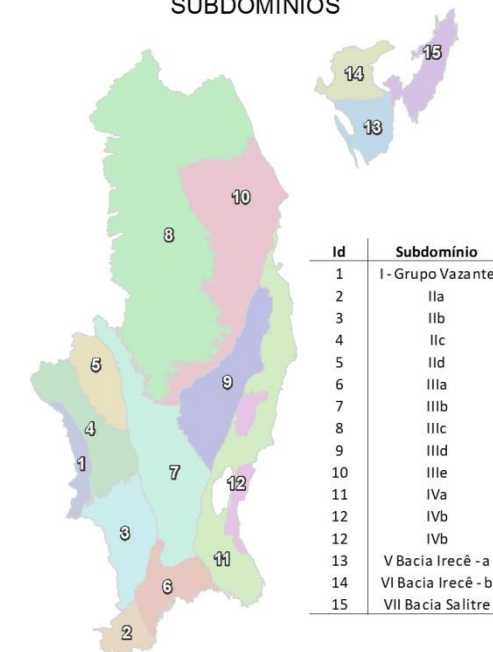 SUBDOMÍNIOS
15
14
13
10
8
5
9
4
1
7
12
3
11
6
2
Id Subdomínio
1 I - Grupo Vazante
2 IIa
3 IIb
4 IIc
5 IId
6 IIIa
7 IIIb
8 IIIc
9 IIId
10 IIIe
11 IVa
12 IVb
12 IVb
13 V Bacia Irecê - a
14 VI Bacia Irecê - b
15 VII Bacia Salitre